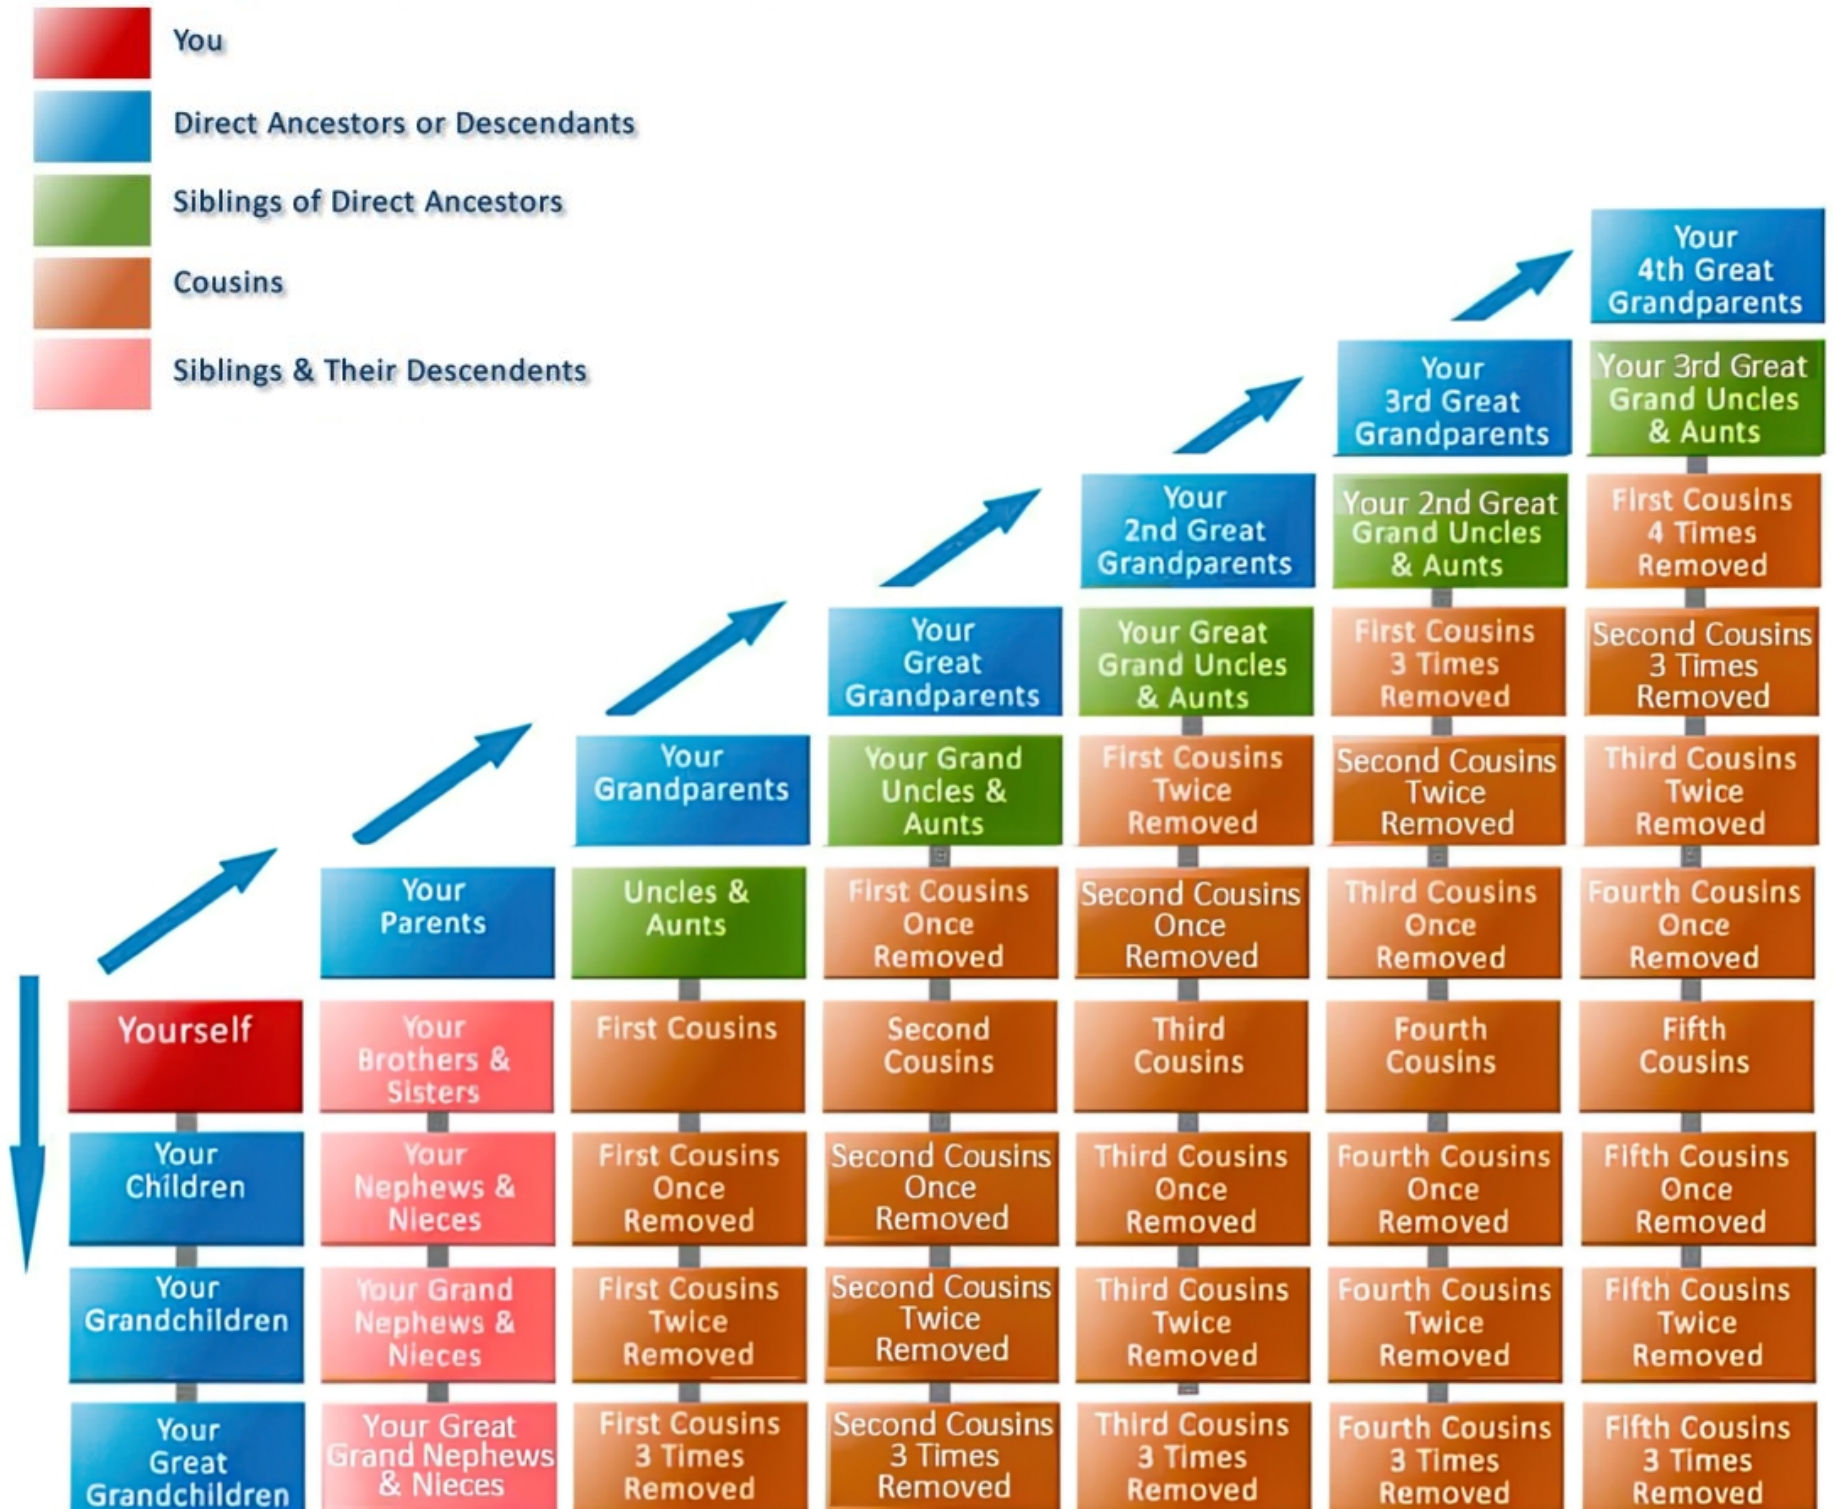 You
Direct Ancestors or Descendants
Siblings of Direct Ancestors
Cousins
Siblings & Their Descendents
Your
4th Great
Grandparents
Your
3rd Great
Grandparents
Your 3rd Great
Grand Uncles
& Aunts
Your
2nd Great
Grandparents
Your 2nd Great
Grand Uncles
& Aunts
First Cousins
4 Times
Removed
Your
Great
Grandparents
Your Great
Grand Uncles
& Aunts
First Cousins
3 Times
Removed
Second Cousins
3 Times
Removed
Your
Grandparents
Your Grand
Uncles &
Aunts
First Cousins
Twice
Removed
Second Cousins
Twice
Removed
Third Cousins
Twice
Removed
Your
Parents
Uncles &
Aunts
First Cousins
Once
Removed
Second Cousins
Once
Removed
Third Cousins
Once
Removed
Fourth Cousins
Once
Removed
Yourself
Your
Brothers &
Sisters
First Cousins
Second
Cousins
Third
Cousins
Fourth
Cousins
Fifth
Cousins
Your
Children
Your
Nephews &
Nieces
First Cousins
Once
Removed
Second Cousins
Once
Removed
Third Cousins
Once
Removed
Fourth Cousins
Once
Removed
Fifth Cousins
Once
Removed
Your
Grandchildren
Your Grand
Nephews &
Nieces
First Cousins
Twice
Removed
Second Cousins
Twice
Removed
Third Cousins
Twice
Removed
Fourth Cousins
Twice
Removed
Fifth Cousins
Twice
Removed
Your
Great
Grandchildren
Your Great
Grand Nephews
& Nieces
First Cousins
3 Times
Removed
Second Cousins
3 Times
Removed
Third Cousins
3 Times
Removed
Fourth Cousins
3 Times
Removed
Fifth Cousins
3 Times
Removed